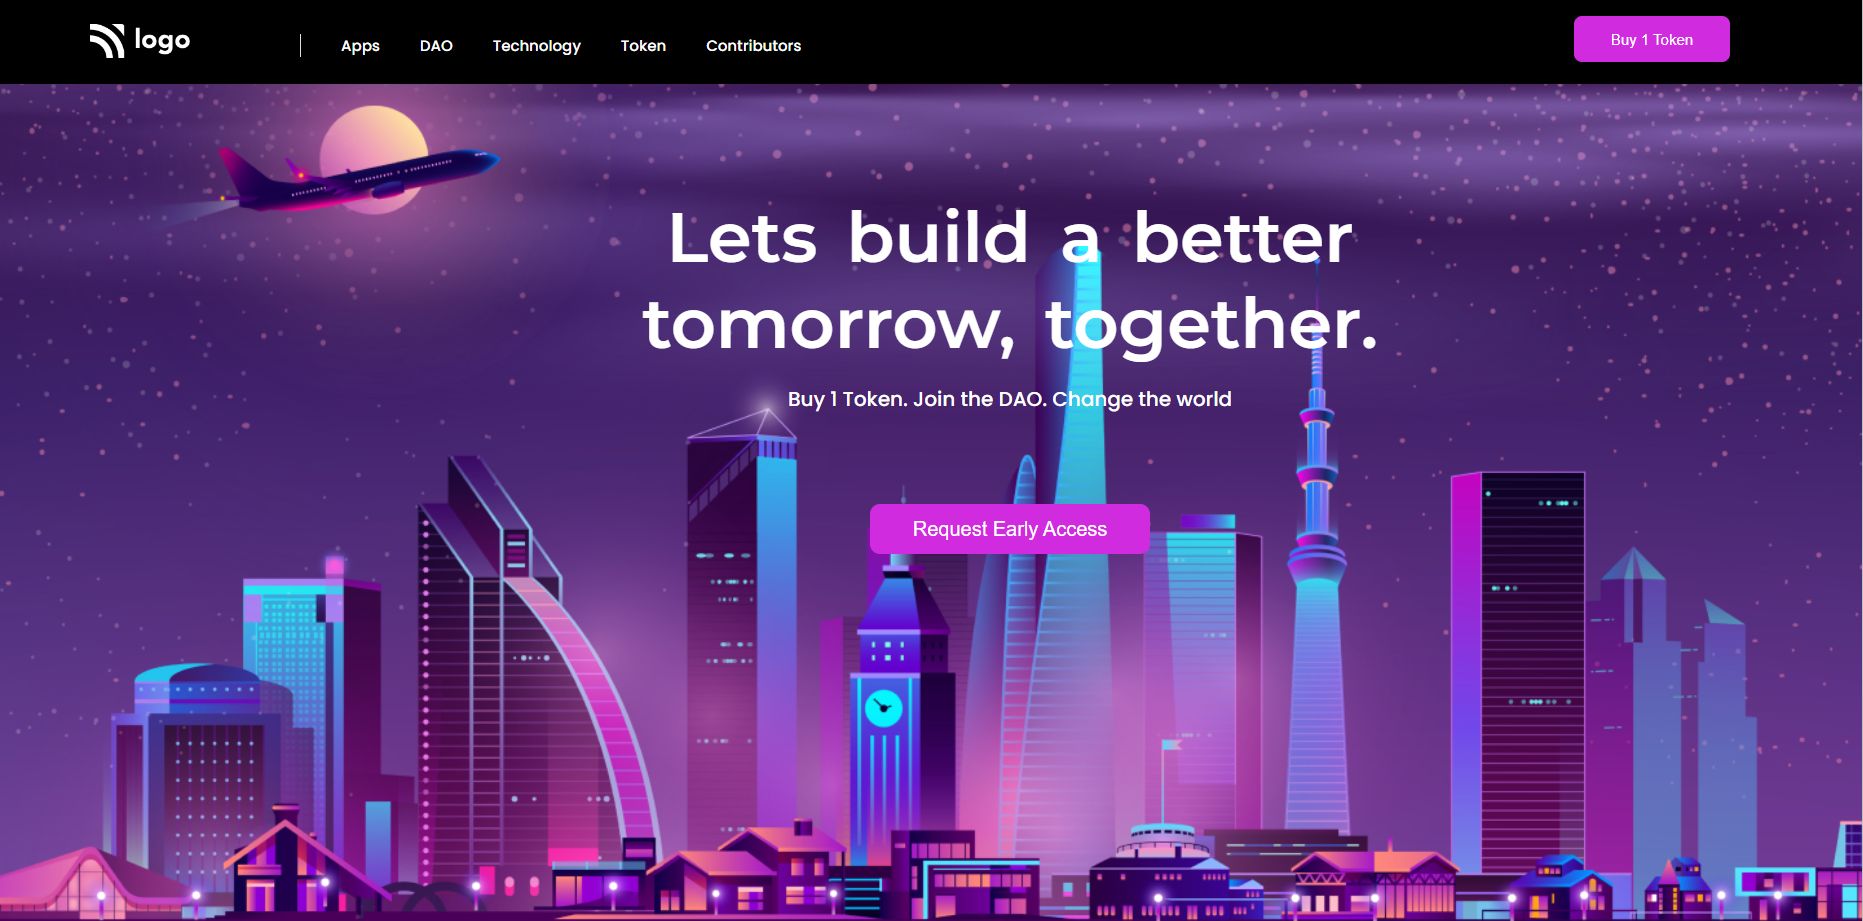 logo
Apps
DAO
Technology
Token
Contributors
Buy 1 Token
Lets build a better
tomorrow, together.
Buy 1 Token. Join the DAO. Change the world
Request Early Access